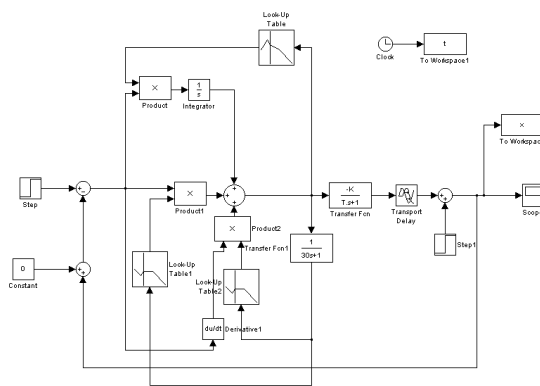 Look-Up
Table
t
Clock
To Workspace1
×
Product
1
s
Integrator
×
To Workspac
Step
×
Product1
-K
T.s+1
Transfer Fcn
Transport
Delay
Scope
×
Product2
Transfer Fcn1
1
30s+1
Step1
0
Constant
Look-Up
Table1
Look-Up
Table2
du/dt
Derivative1